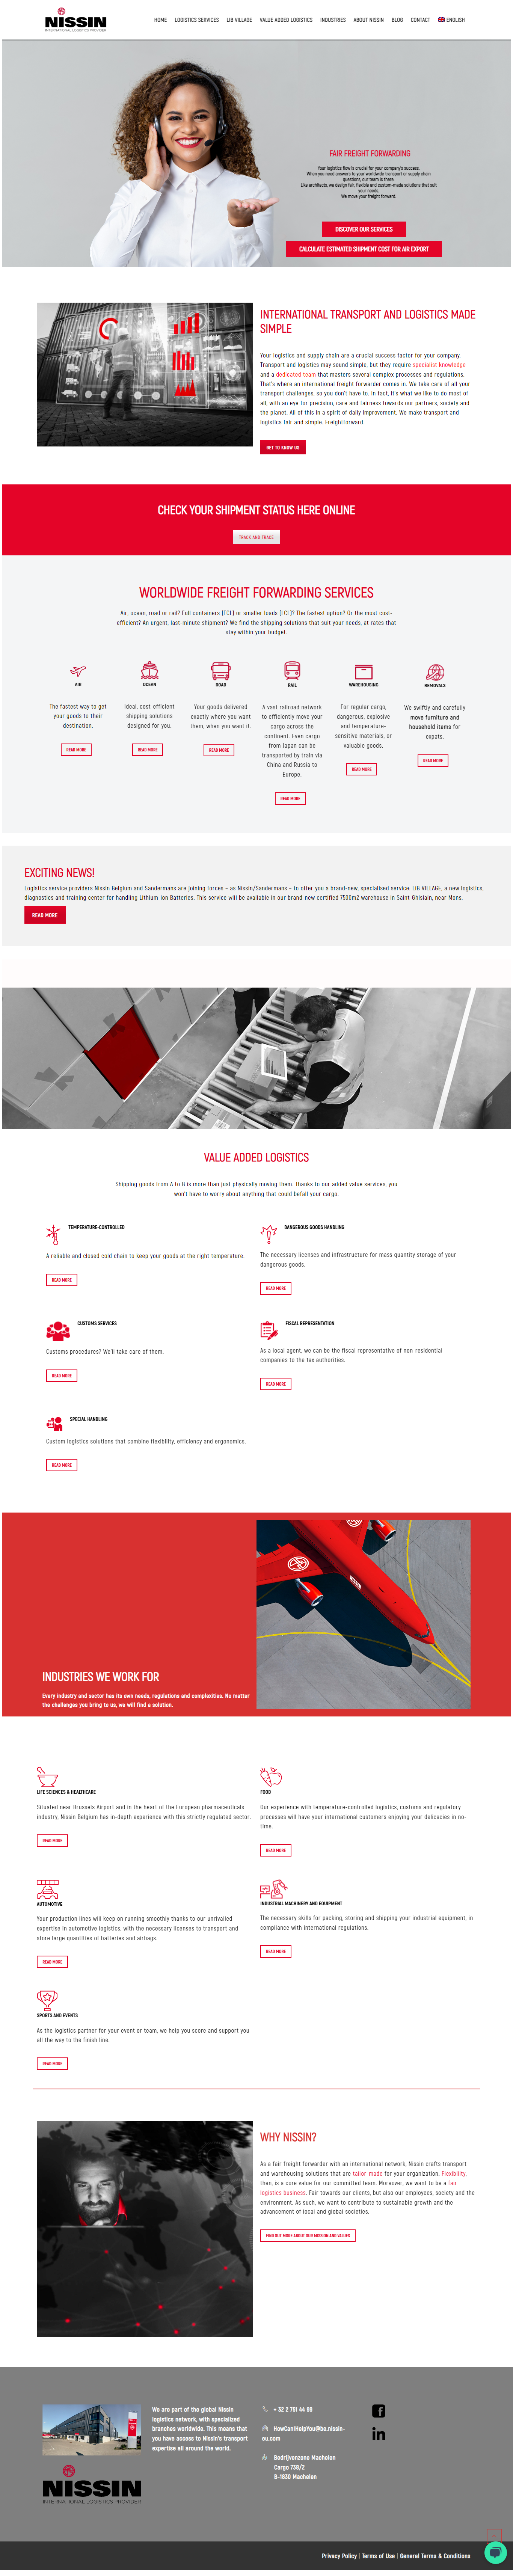 NISSIN
INTERNATIONAL LOGISTICS PROVIDER
HOME LOGISTICS SERVICES LIB VILLAGE VALUE ADDED LOGISTICS INDUSTRIES ABOUT NISSIN BLOG CONTACT ENGLISH
FAIR FREIGHT FORWARDING
Your logistics flow is crucial for your company's success.
When you need answers to your worldwide transport or supply chain
questions, our team is there.
Like architects, we design fair, flexible and custom-made solutions that suit
your needs.
We move your freight forward.
DISCOVER OUR SERVICES
CALCULATE ESTIMATED SHIPMENT COST FOR AIR EXPORT
INTERNATIONAL TRANSPORT AND LOGISTICS MADE
SIMPLE
Your logistics and supply chain are a crucial success factor for your company.
Transport and logistics may sound simple, but they require specialist knowledge
and a dedicated team that masters several complex processes and regulations.
That's where an international freight forwarder comes in. We take care of all your
transport challenges, so you don't have to. In fact, it's what we like to do most of
all, with an eye for precision, care and fairness towards our partners, society and
the planet. All of this in a spirit of daily improvement. We make transport and
logistics fair and simple. Freightforward.
GET TO KNOW US
CHECK YOUR SHIPMENT STATUS HERE ONLINE
TRACK AND TRACE
WORLDWIDE FREIGHT FORWARDING SERVICES
Air, ocean, road or rail? Full containers (FCL) or smaller loads (LCL)? The fastest option? Or the most cost-
efficient? An urgent, last-minute shipment? We find the shipping solutions that suit your needs, at rates that
stay within your budget.
AIR
The fastest way to get
your goods to their
destination.
READ MORE
OCEAN
Ideal, cost-efficient
shipping solutions
designed for you.
READ MORE
ROAD
Your goods delivered
exactly where you want
them, when you want it.
READ MORE
RAIL
A vast railroad network
to efficiently move your
cargo across the
continent. Even cargo
from Japan can be
transported by train via
China and Russia to
Europe.
READ MORE
WAREHOUSING
For regular cargo,
dangerous, explosive
and temperature-
sensitive materials, or
valuable goods.
READ MORE
REMOVALS
We swiftly and carefully
move furniture and
household items for
expats.
READ MORE
EXCITING NEWS!
Logistics service providers Nissin Belgium and Sandermans are joining forces – as Nissin/Sandermans – to offer you a brand-new, specialised service: LiB VILLAGE, a new logistics,
diagnostics and training center for handling Lithium-ion Batteries. This service will be available in our brand-new certified 7500m2 warehouse in Saint-Ghislain, near Mons.
READ MORE
VALUE ADDED LOGISTICS
Shipping goods from A to B is more than just physically moving them. Thanks to our added value services, you
won't have to worry about anything that could befall your cargo.
TEMPERATURE-CONTROLLED
A reliable and closed cold chain to keep your goods at the right temperature.
READ MORE
DANGEROUS GOODS HANDLING
The necessary licenses and infrastructure for mass quantity storage of your
dangerous goods.
READ MORE
CUSTOMS SERVICES
Customs procedures? We'll take care of them.
READ MORE
FISCAL REPRESENTATION
As a local agent, we can be the fiscal representative of non-residential
companies to the tax authorities.
READ MORE
SPECIAL HANDLING
Custom logistics solutions that combine flexibility, efficiency and ergonomics.
READ MORE
INDUSTRIES WE WORK FOR
Every industry and sector has its own needs, regulations and complexities. No matter
the challenges you bring to us, we will find a solution.
LIFE SCIENCES & HEALTHCARE
Situated near Brussels Airport and in the heart of the European pharmaceuticals
industry, Nissin Belgium has in-depth experience with this strictly regulated sector.
READ MORE
FOOD
Our experience with temperature-controlled logistics, customs and regulatory
processes will have your international customers enjoying your delicacies in no-
time.
READ MORE
AUTOMOTIVE
Your production lines will keep on running smoothly thanks to our unrivalled
expertise in automotive logistics, with the necessary licenses to transport and
store large quantities of batteries and airbags.
READ MORE
INDUSTRIAL MACHINERY AND EQUIPMENT
The necessary skills for packing, storing and shipping your industrial equipment, in
compliance with international regulations.
READ MORE
SPORTS AND EVENTS
As the logistics partner for your event or team, we help you score and support you
all the way to the finish line.
READ MORE
WHY NISSIN?
As a fair freight forwarder with an international network, Nissin crafts transport
and warehousing solutions that are tailor-made for your organization. Flexibility,
then, is a core value for our committed team. Moreover, we want to be a fair
logistics business. Fair towards our clients, but also our employees, society and the
environment. As such, we want to contribute to sustainable growth and the
advancement of local and global societies.
FIND OUT MORE ABOUT OUR MISSION AND VALUES
NISSIN
INTERNATIONAL LOGISTICS PROVIDER
We are part of the global Nissin
logistics network, with specialized
branches worldwide. This means that
you have access to Nissin's transport
expertise all around the world.
+ 32 2 751 44 99
HowCanIHelpYou@be.nissin-
eu.com
Bedrijvenzone Machelen
Cargo 738/2
B-1830 Machelen
Privacy Policy | Terms of Use | General Terms & Conditions